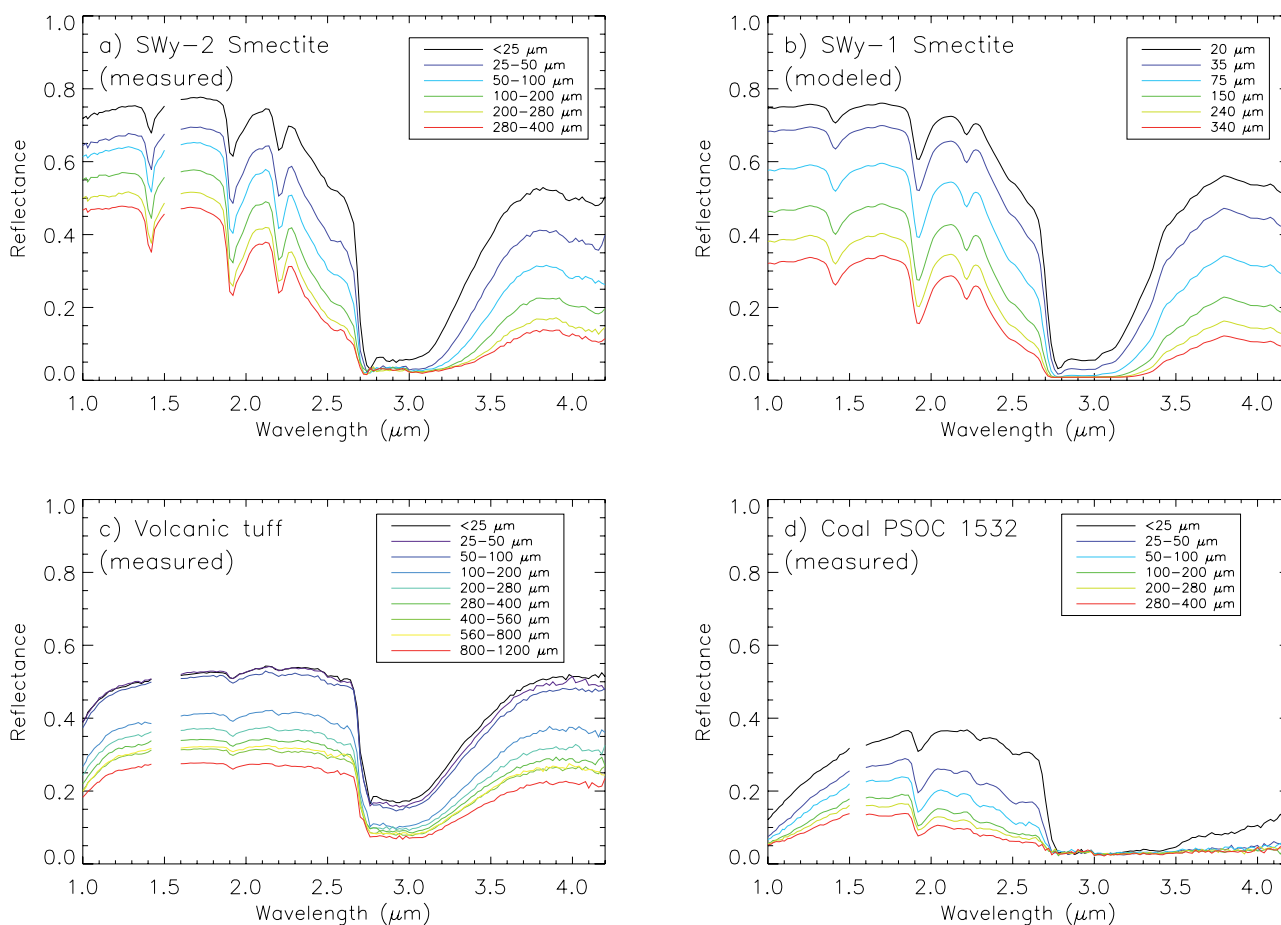 a) SWy-2 Smectite
(measured)
<25 μm
25-50 μm
50-100 μm
100-200 μm
200-280 μm
280-400 μm
1.0
0.8
0.6
0.4
0.2
0.0
Reflectance
1.0 1.5 2.0 2.5 3.0 3.5 4.0
Wavelength (μm)
b) SWy-1 Smectite
(modeled)
20 μm
35 μm
75 μm
150 μm
240 μm
340 μm
1.0
0.8
0.6
0.4
0.2
0.0
Reflectance
1.0 1.5 2.0 2.5 3.0 3.5 4.0
Wavelength (μm)
c) Volcanic tuff
(measured)
<25 μm
25-50 μm
50-100 μm
100-200 μm
200-280 μm
280-400 μm
400-560 μm
560-800 μm
800-1200 μm
1.0
0.8
0.6
0.4
0.2
0.0
Reflectance
1.0 1.5 2.0 2.5 3.0 3.5 4.0
Wavelength (μm)
d) Coal PSOC 1532
(measured)
<25 μm
25-50 μm
50-100 μm
100-200 μm
200-280 μm
280-400 μm
1.0
0.8
0.6
0.4
0.2
0.0
Reflectance
1.0 1.5 2.0 2.5 3.0 3.5 4.0
Wavelength (μm)